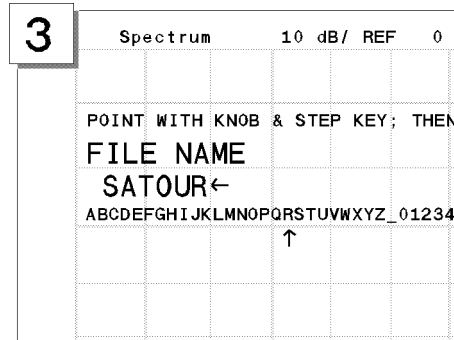 3
Spectrum 10 dB/ REF 0
POINT WITH KNOB & STEP KEY; THEN
FILE NAME
SATOUR←
ABCDEFGHIJKLMNOPQRSTUVWXYZ_01234
↑